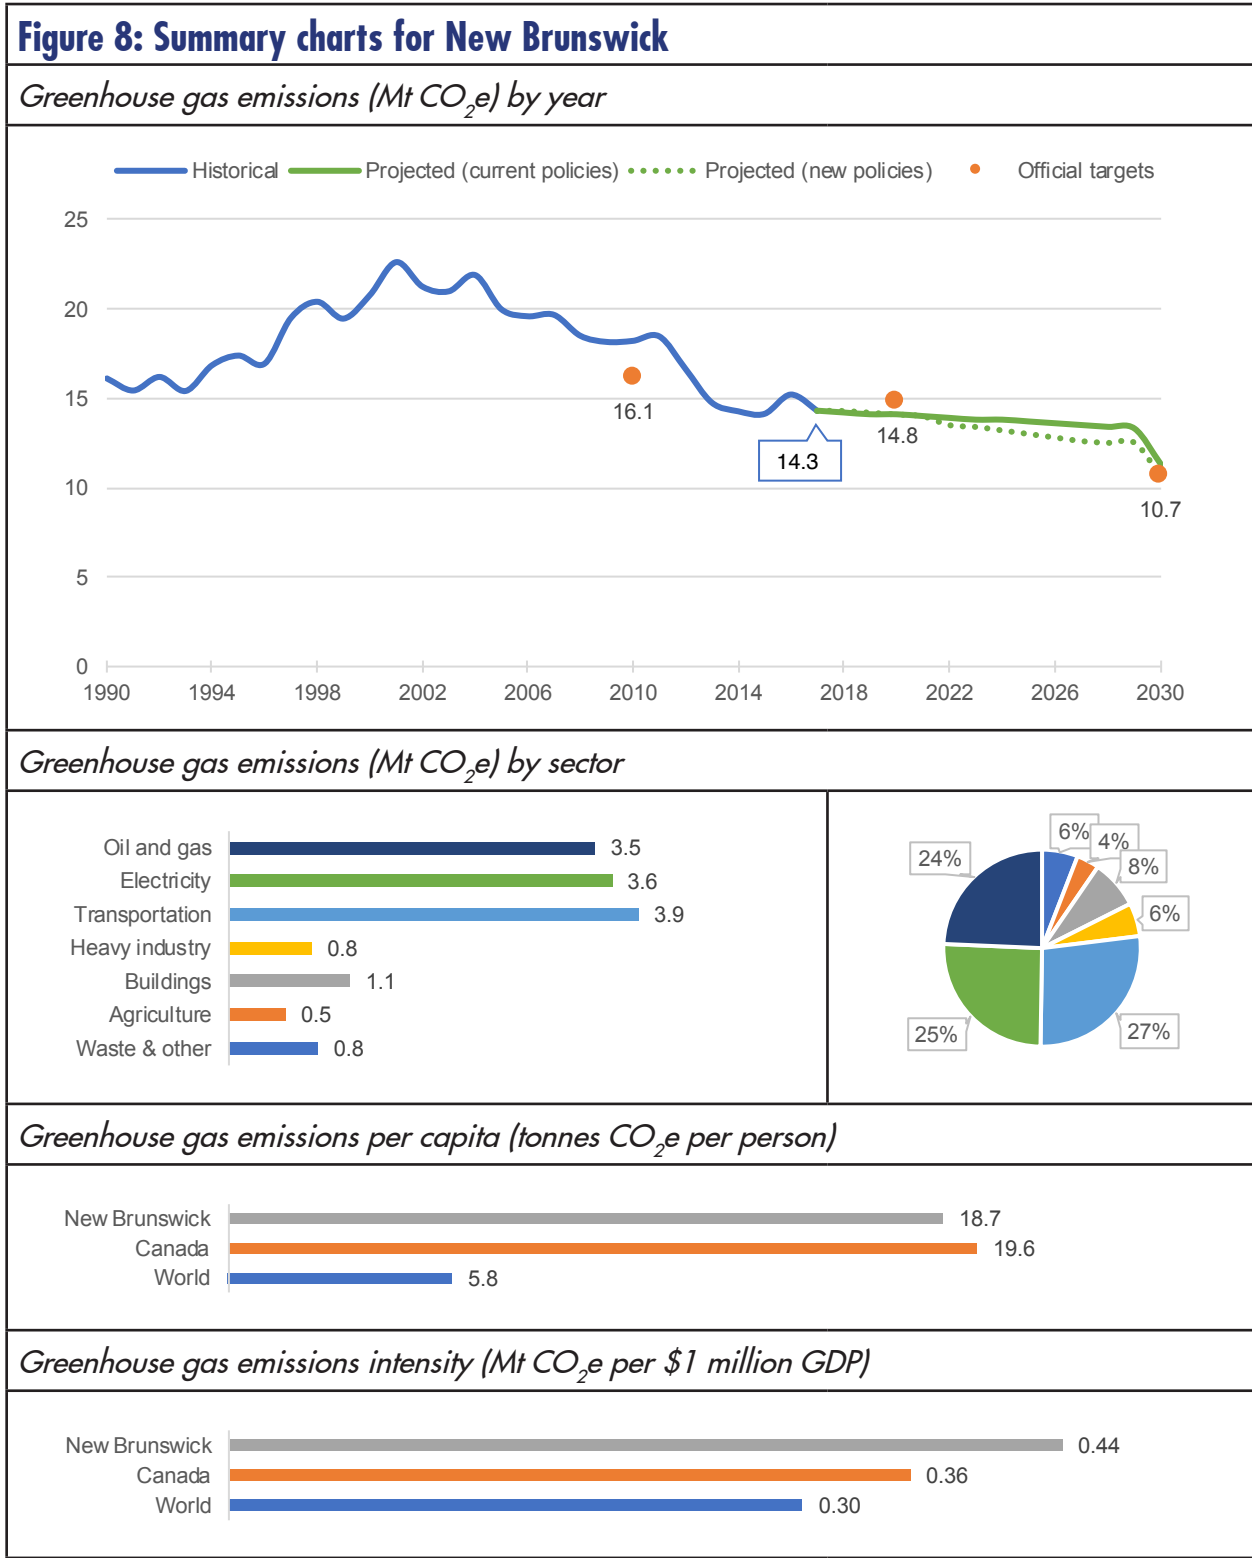 Figure 8: Summary charts for New Brunswick
Greenhouse gas emissions (Mt CO₂e) by year
Historical Projected (current policies) Projected (new policies) Official targets
25
20
15
10
5
0
16.1
14.3
14.8
10.7
1990 1994 1998 2002 2006 2010 2014 2018 2022 2026 2030
Greenhouse gas emissions (Mt CO₂e) by sector
Oil and gas 3.5
Electricity 3.6
Transportation 3.9
Heavy industry 0.8
Buildings 1.1
Agriculture 0.5
Waste & other 0.8
6%
4%
8%
6%
27%
25%
24%
Greenhouse gas emissions per capita (tonnes CO₂e per person)
New Brunswick 18.7
Canada 19.6
World 5.8
Greenhouse gas emissions intensity (Mt CO₂e per $1 million GDP)
New Brunswick 0.44
Canada 0.36
World 0.30